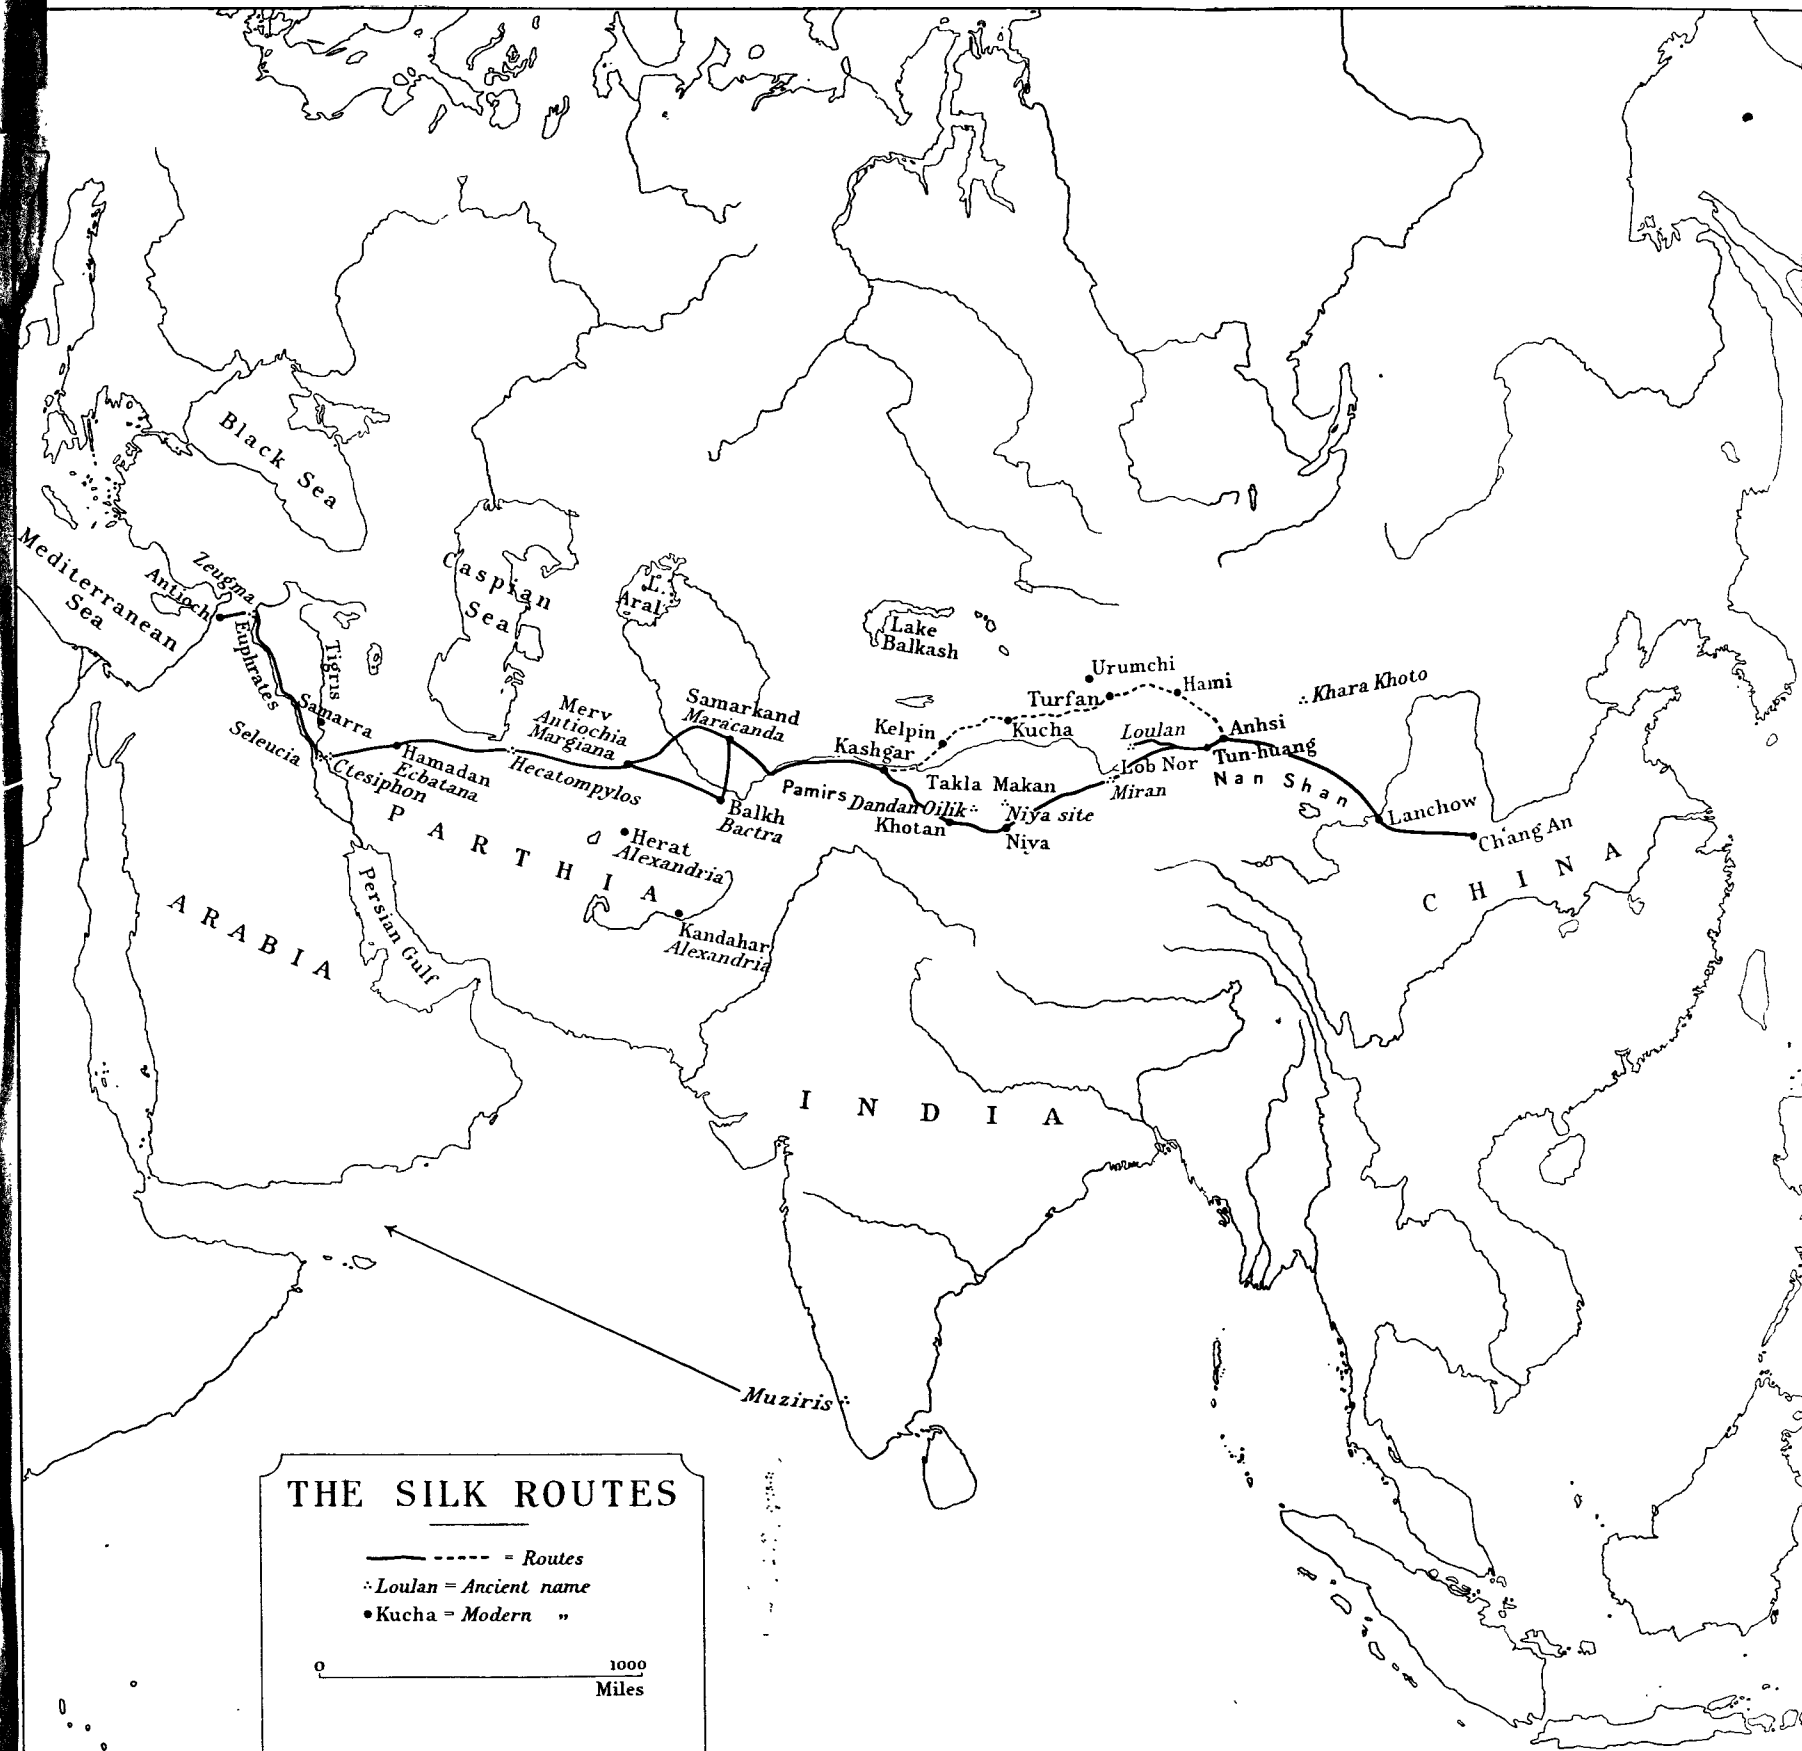 Black Sea
Mediterranean
Sea
Zeugma
Antioch
Euphrates
Tigris
Caspian
Sea
L.
Aral
Lake
Balkash
Samarra
Seleucia
Ctesiphon
Hamadan
Ecbatana
Hecatompylos
Merv
Antiochia
Margiana
Samarkand
Maracanda
Balkh
Bactra
Herat
Alexandria
Kandahar
Alexandria
PARTHIA
ARABIA
Persian Gulf
Pamirs
Kashgar
Kelpin
Kucha
Turfan
Urumchi
Hami
Khara Khoto
Loulan
Anhsi
Tun-huang
Lob Nor
Miran
Nan Shan
Takla Makan
Dandan Oilik
Khotan
Niya site
Niya
Lanchow
Ch'ang An
CHINA
INDIA
Muziris
THE SILK ROUTES
= Routes
Loulan = Ancient name
Kucha = Modern "
0 1000
Miles